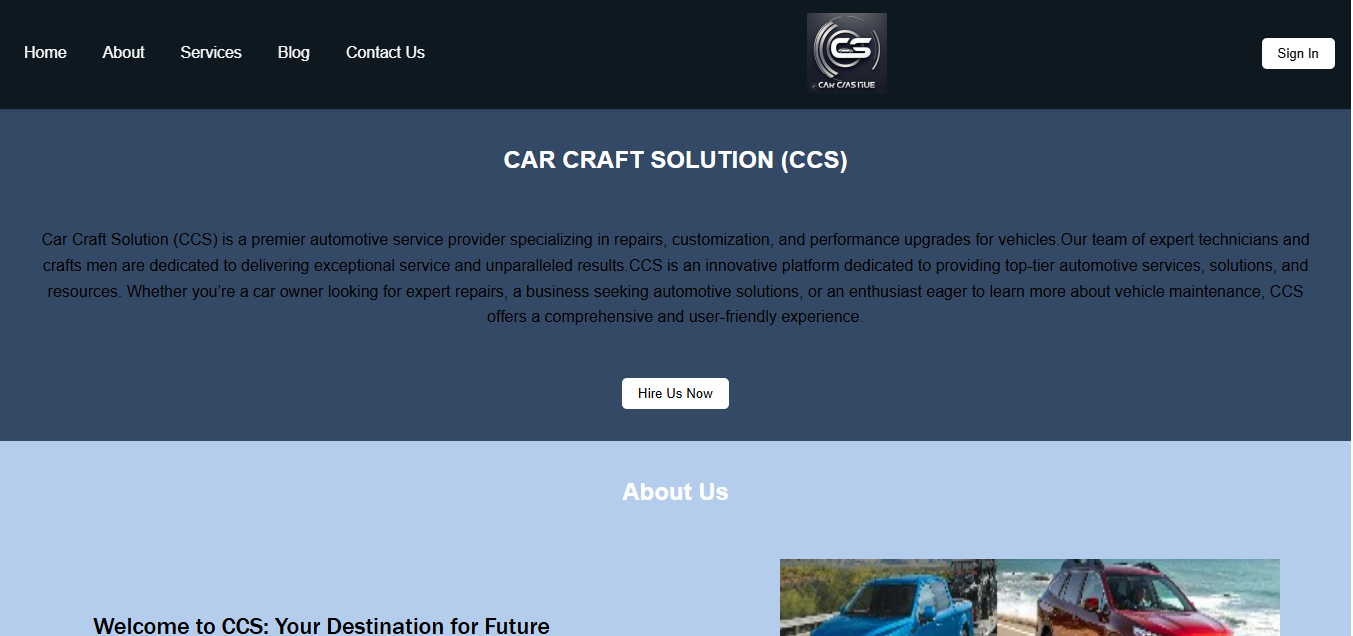 Home About Services Blog Contact Us
CS
Sign In
CAR CRAFT SOLUTION (CCS)
Car Craft Solution (CCS) is a premier automotive service provider specializing in repairs, customization, and performance upgrades for vehicles.Our team of expert technicians and
crafts men are dedicated to delivering exceptional service and unparalleled results.CCS is an innovative platform dedicated to providing top-tier automotive services, solutions, and
resources. Whether you’re a car owner looking for expert repairs, a business seeking automotive solutions, or an enthusiast eager to learn more about vehicle maintenance, CCS
offers a comprehensive and user-friendly experience.
Hire Us Now
About Us
Welcome to CCS: Your Destination for Future